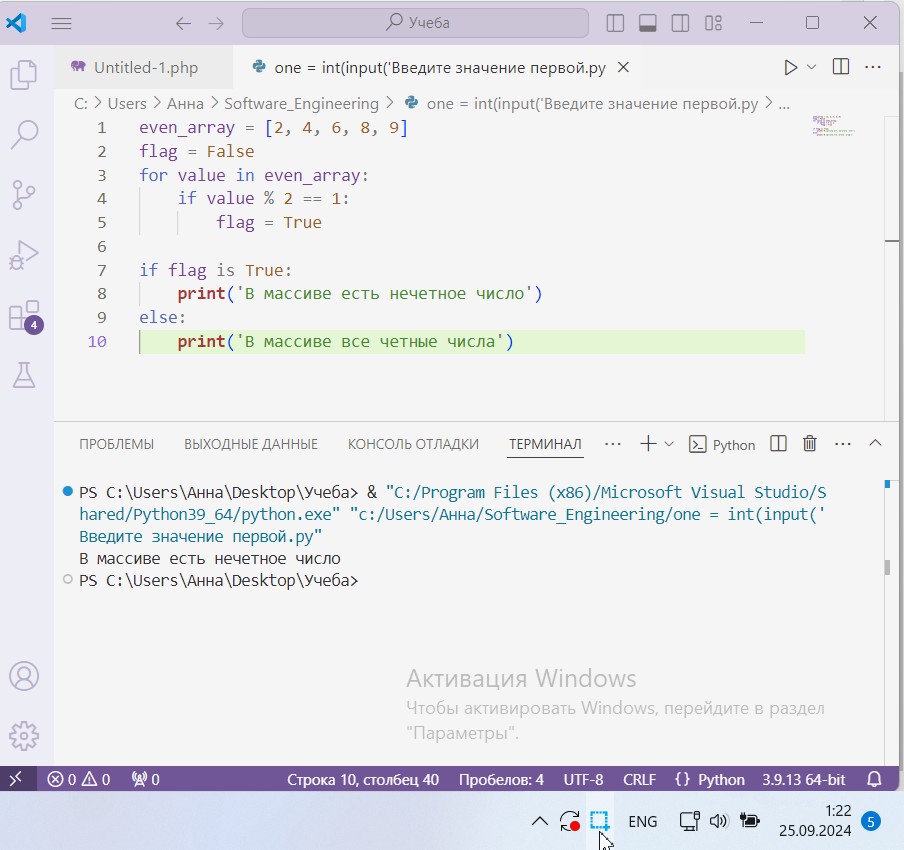 Учеба
Untitled-1.php
one = int(input('Введите значение первой.py
C: > Users > Анна > Software_Engineering > one = int(input('Введите значение первой.py > ...
1 even_array = [2, 4, 6, 8, 9]
2 flag = False
3 for value in even_array:
4 if value % 2 == 1:
5 flag = True
6
7 if flag is True:
8 print('В массиве есть нечетное число')
9 else:
10 print('В массиве все четные числа')
4
ПРОБЛЕМЫ ВЫХОДНЫЕ ДАННЫЕ КОНСОЛЬ ОТЛАДКИ ТЕРМИНАЛ ... Python ...
PS C:\Users\Анна\Desktop\Учеба> & "C:/Program Files (x86)/Microsoft Visual Studio/S
hared/Python39_64/python.exe" "c:/Users/Анна/Software_Engineering/one = int(input('
Введите значение первой.py"
В массиве есть нечетное число
PS C:\Users\Анна\Desktop\Учеба>
Активация Windows
Чтобы активировать Windows, перейдите в раздел
"Параметры".
0 0 0 Строка 10, столбец 40 Пробелов: 4 UTF-8 CRLF {} Python 3.9.13 64-bit
ENG
1:22
25.09.2024
5